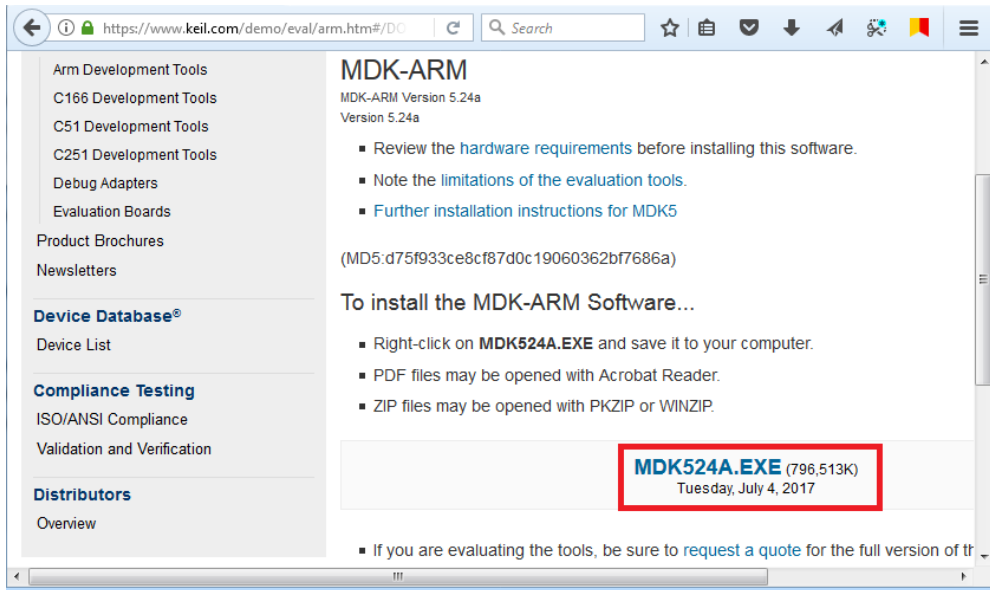 https://www.keil.com/demo/eval/arm.htm#/DO
Search
Arm Development Tools
C166 Development Tools
C51 Development Tools
C251 Development Tools
Debug Adapters
Evaluation Boards
Product Brochures
Newsletters
Device Database®
Device List
Compliance Testing
ISO/ANSI Compliance
Validation and Verification
Distributors
Overview
MDK-ARM
MDK-ARM Version 5.24a
Version 5.24a
Review the hardware requirements before installing this software.
Note the limitations of the evaluation tools.
Further installation instructions for MDK5
(MD5:d75f933ce8cf87d0c19060362bf7686a)
To install the MDK-ARM Software...
Right-click on MDK524A.EXE and save it to your computer.
PDF files may be opened with Acrobat Reader.
ZIP files may be opened with PKZIP or WINZIP.
MDK524A.EXE (796,513K)
Tuesday, July 4, 2017
If you are evaluating the tools, be sure to request a quote for the full version of